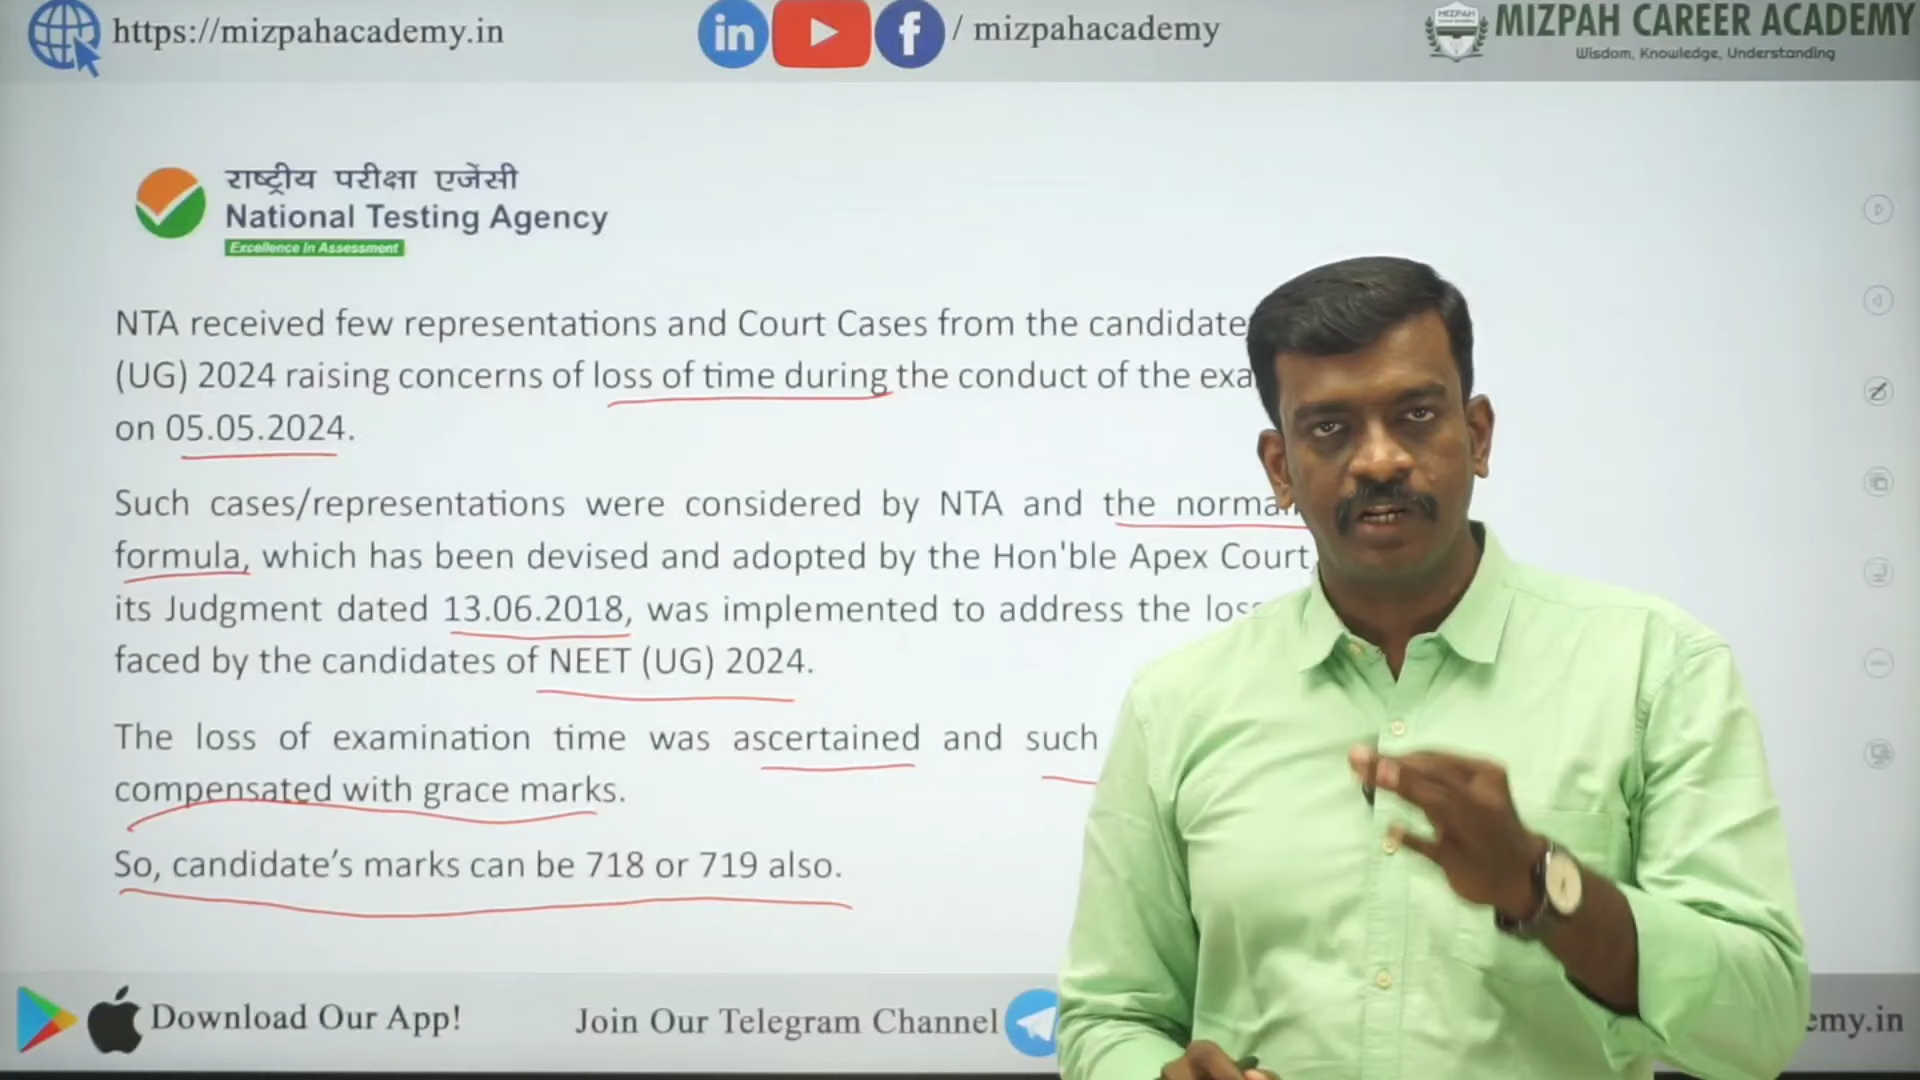 https://mizpahacademy.in
in f / mizpahacademy
MIZPAH
MIZPAH CAREER ACADEMY
Wisdom, Knowledge, Understanding
राष्ट्रीय परीक्षा एजेंसी
National Testing Agency
Excellence in Assessment
NTA received few representations and Court Cases from the candidate
(UG) 2024 raising concerns of loss of time during the conduct of the exa
on 05.05.2024.
Such cases/representations were considered by NTA and the norma
formula, which has been devised and adopted by the Hon'ble Apex Court,
its Judgment dated 13.06.2018, was implemented to address the los
faced by the candidates of NEET (UG) 2024.
The loss of examination time was ascertained and such
compensated with grace marks.
So, candidate’s marks can be 718 or 719 also.
Download Our App!
Join Our Telegram Channel
emy.in